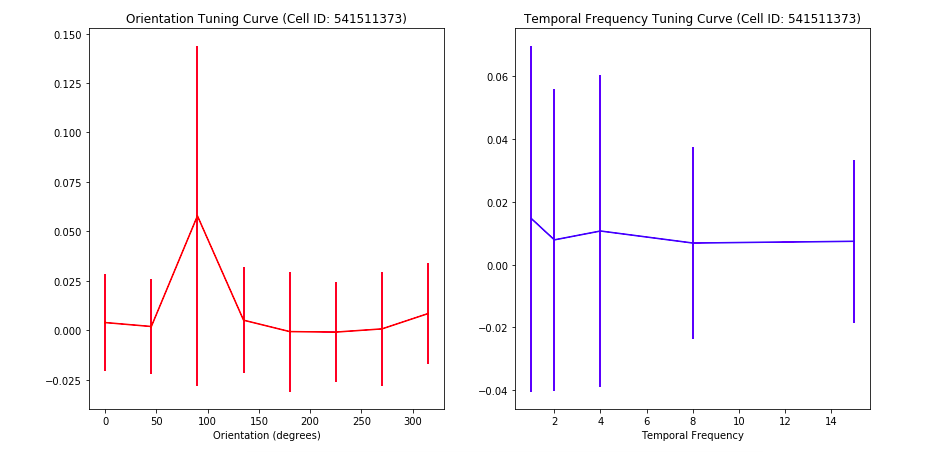 Orientation Tuning Curve (Cell ID: 541511373)
0.150
0.125
0.100
0.075
0.050
0.025
0.000
−0.025
0 50 100 150 200 250 300
Orientation (degrees)
Temporal Frequency Tuning Curve (Cell ID: 541511373)
0.06
0.04
0.02
0.00
−0.02
−0.04
2 4 6 8 10 12 14
Temporal Frequency